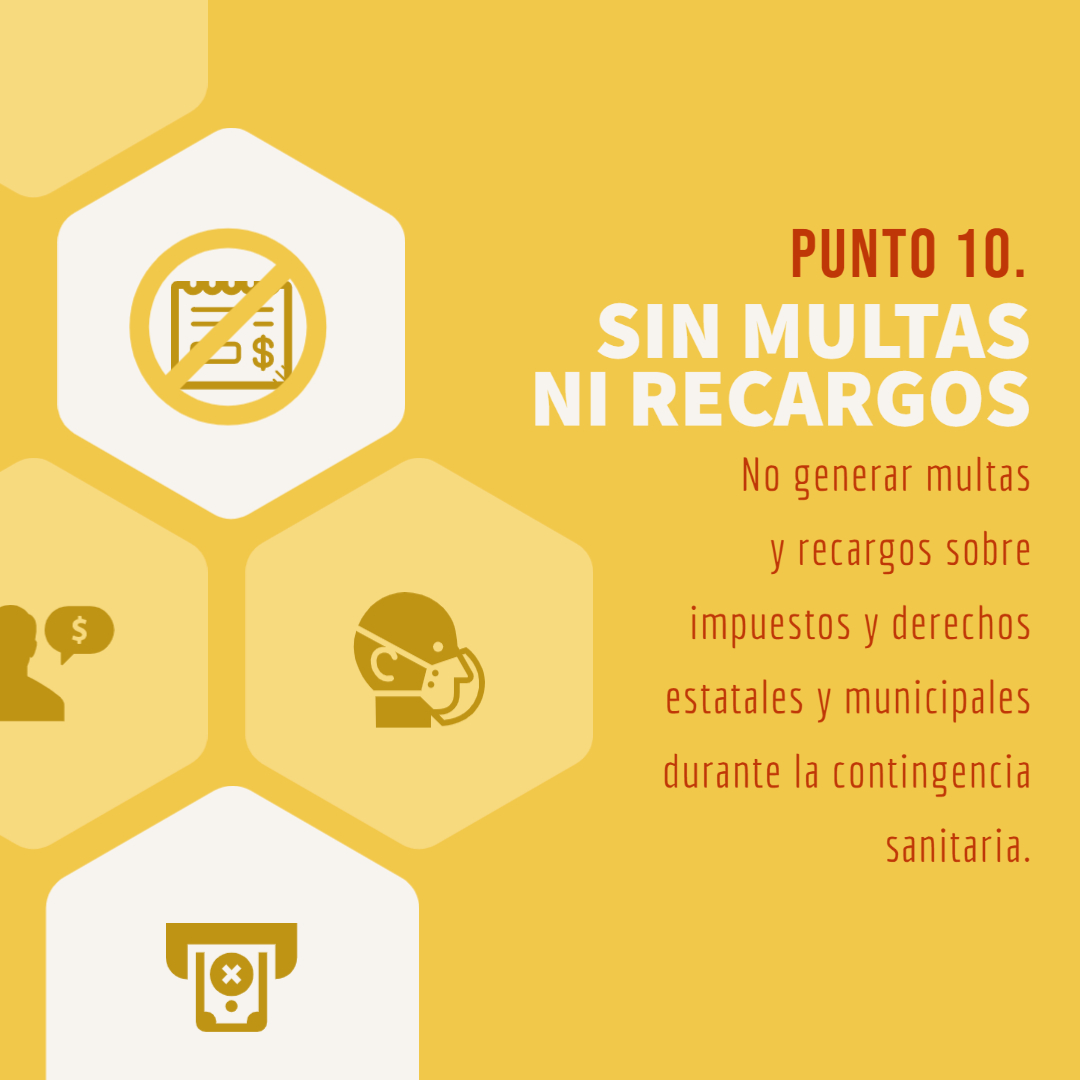 PUNTO 10.
SIN MULTAS
NI RECARGOS
No generar multas
y recargos sobre
impuestos y derechos
estatales y municipales
durante la contingencia
sanitaria.
$
$